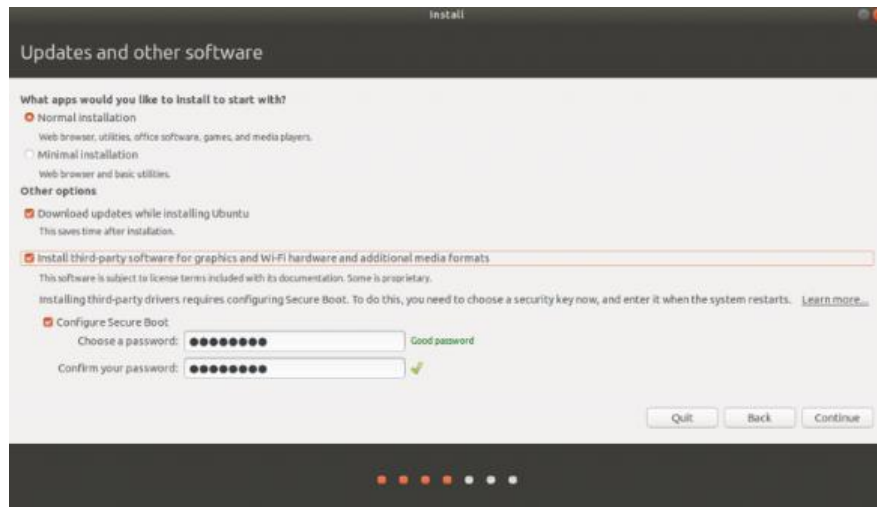 Install
Updates and other software
What apps would you like to install to start with?
Normal installation
Web browser, utilities, office software, games, and media players.
Minimal installation
Web browser and basic utilities.
Other options
Download updates while installing Ubuntu
This saves time after installation.
Install third-party software for graphics and Wi-Fi hardware and additional media formats
This software is subject to license terms included with its documentation. Some is proprietary.
Installing third-party drivers requires configuring Secure Boot. To do this, you need to choose a security key now, and enter it when the system restarts. Learn more...
Configure Secure Boot
Choose a password: ●●●●●●●● Good password
Confirm your password: ●●●●●●●●
Quit Back Continue